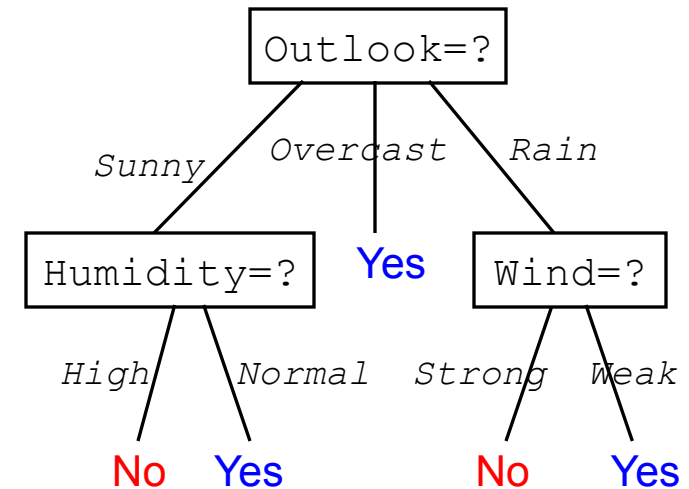 Outlook=?
Sunny Overcast Rain
Humidity=? Yes Wind=?
High Normal Strong Weak
No Yes No Yes